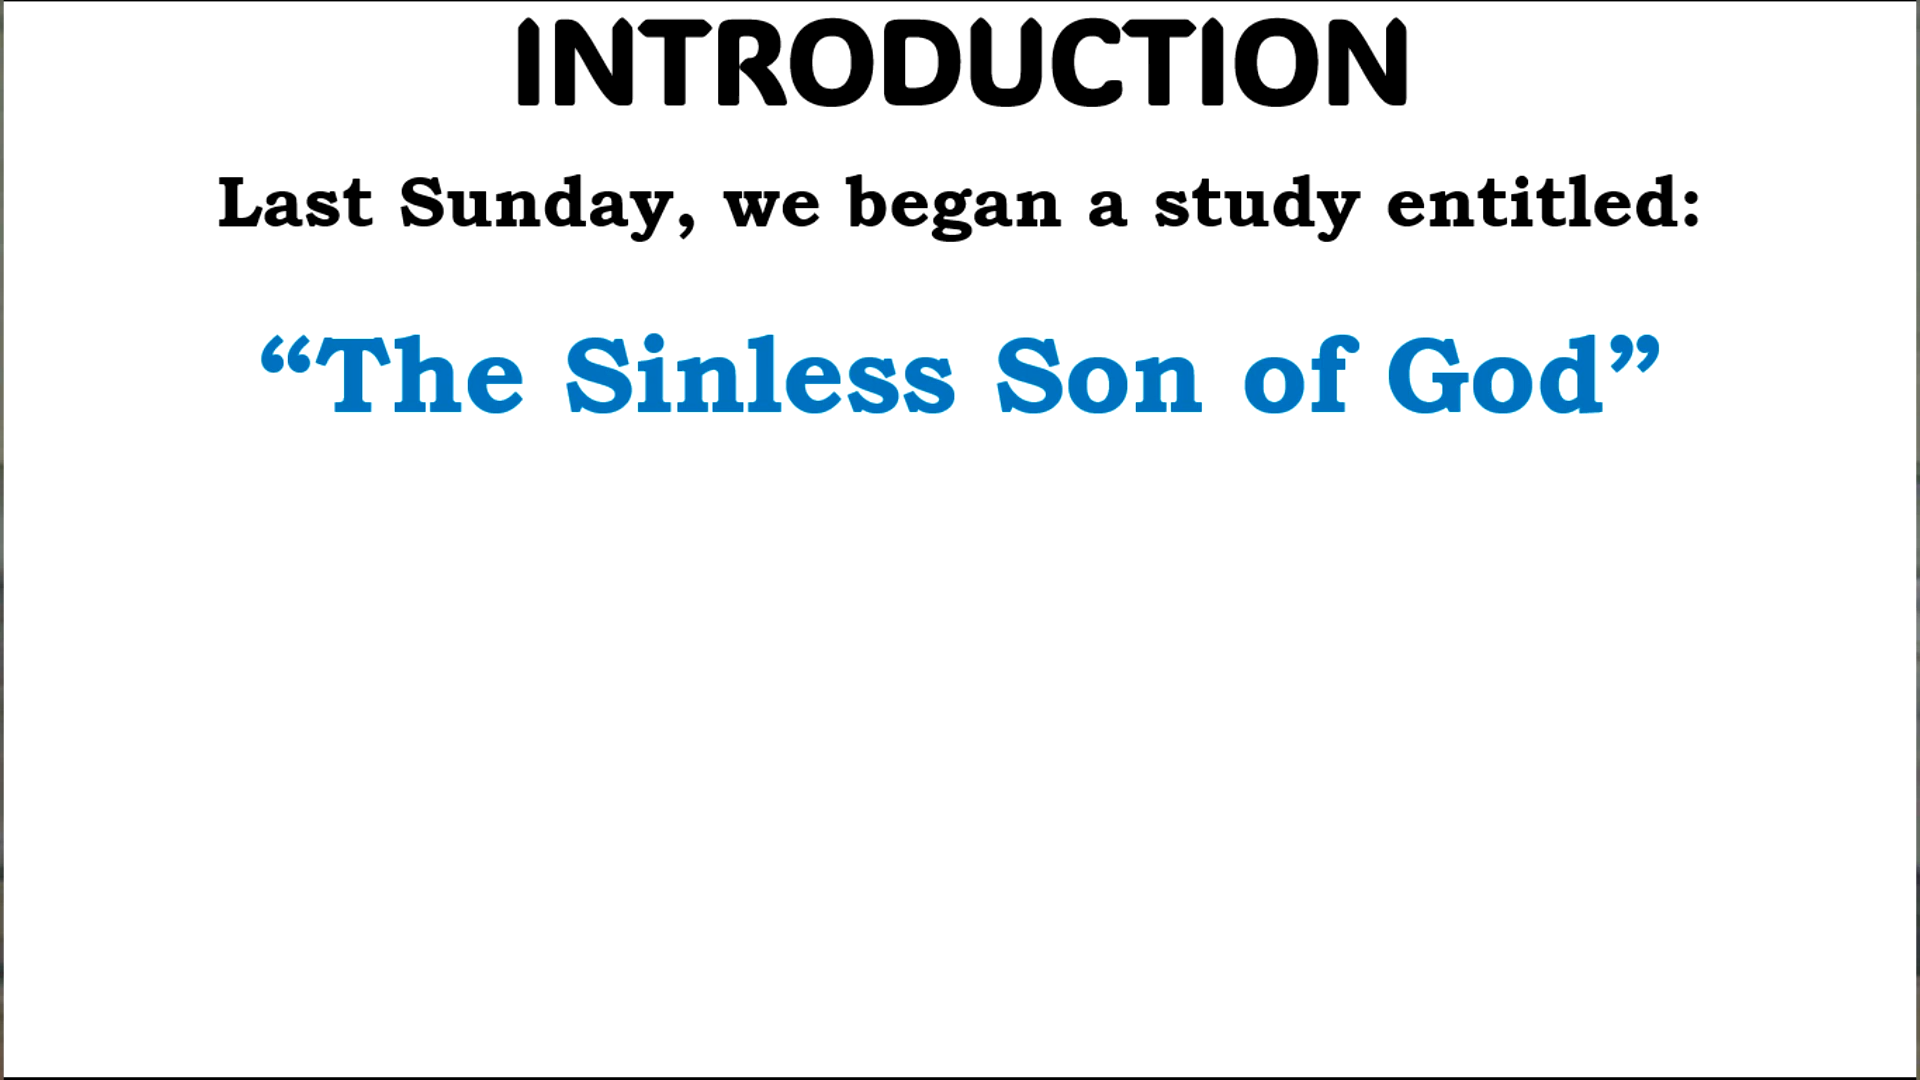 INTRODUCTION
Last Sunday, we began a study entitled:
“The Sinless Son of God”